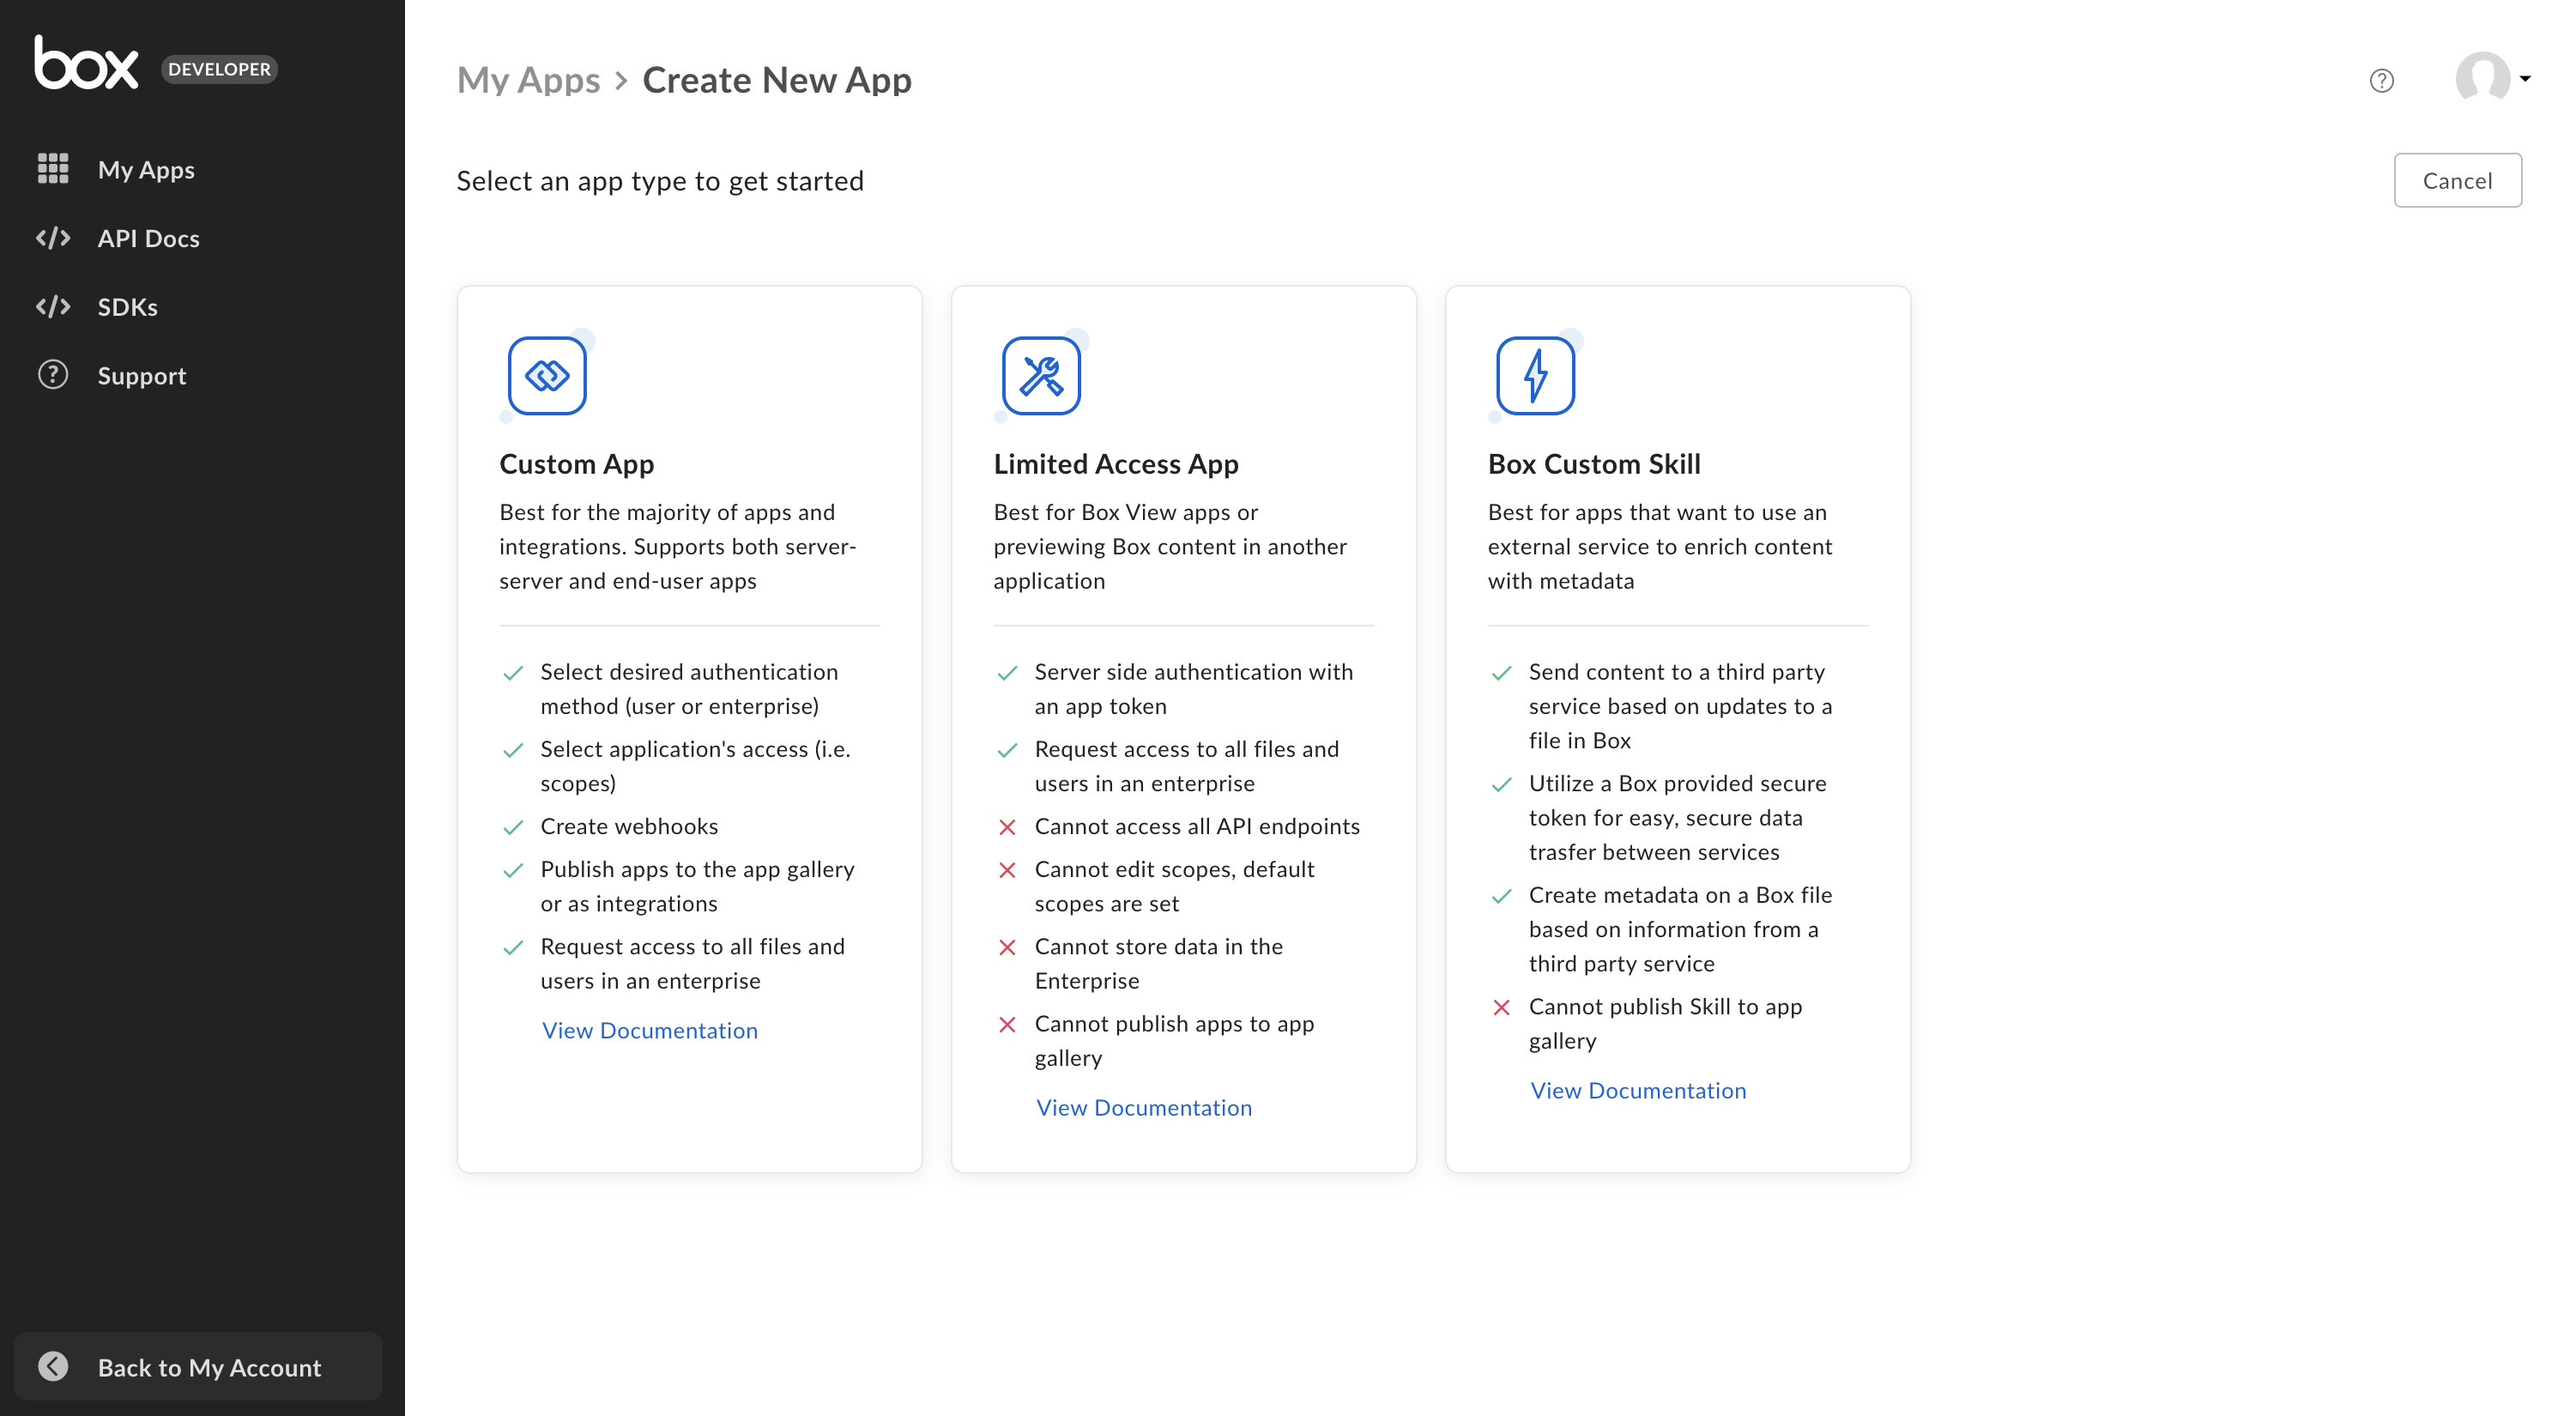 box DEVELOPER
My Apps
API Docs
SDKs
Support
Back to My Account
My Apps > Create New App
Select an app type to get started
Cancel
Custom App
Best for the majority of apps and
integrations. Supports both server-
server and end-user apps
Select desired authentication
method (user or enterprise)
Select application's access (i.e.
scopes)
Create webhooks
Publish apps to the app gallery
or as integrations
Request access to all files and
users in an enterprise
View Documentation
Limited Access App
Best for Box View apps or
previewing Box content in another
application
Server side authentication with
an app token
Request access to all files and
users in an enterprise
Cannot access all API endpoints
Cannot edit scopes, default
scopes are set
Cannot store data in the
Enterprise
Cannot publish apps to app
gallery
View Documentation
Box Custom Skill
Best for apps that want to use an
external service to enrich content
with metadata
Send content to a third party
service based on updates to a
file in Box
Utilize a Box provided secure
token for easy, secure data
trasfer between services
Create metadata on a Box file
based on information from a
third party service
Cannot publish Skill to app
gallery
View Documentation